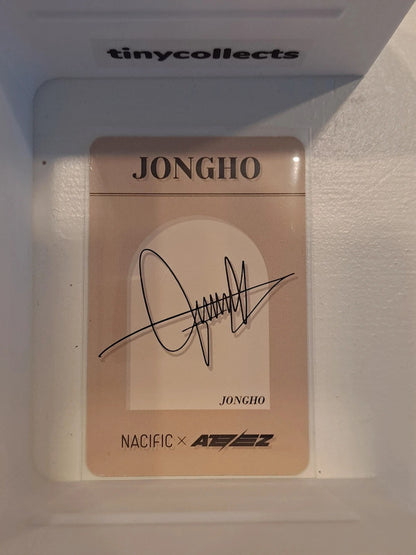 tinycollects
JONGHO
JONGHO
NACIFIC × ATEEZ